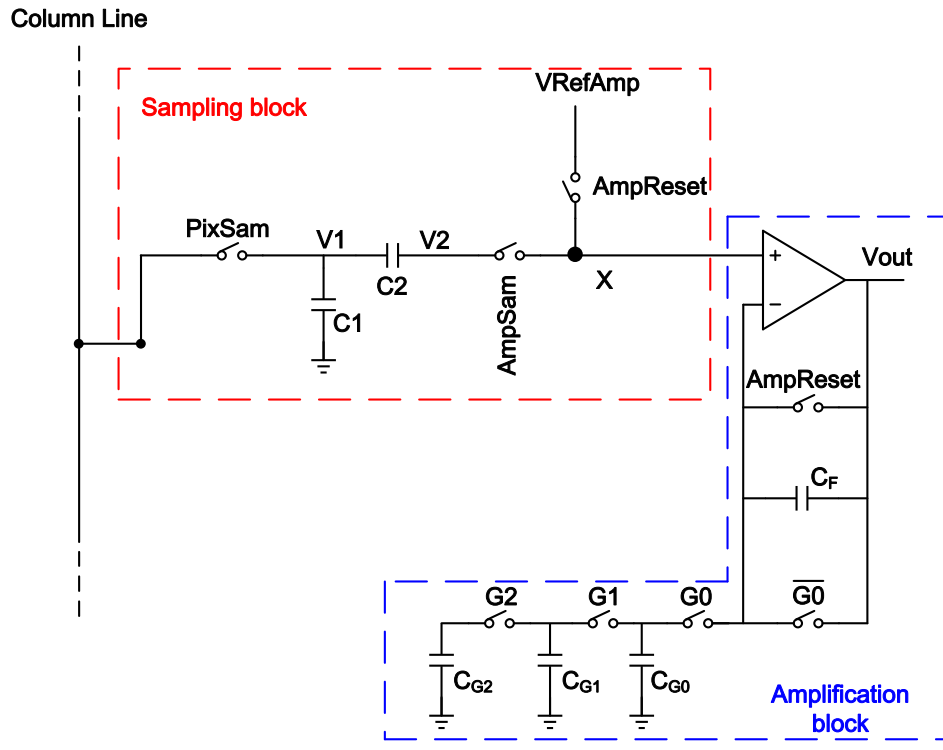 Column Line
Sampling block
VRefAmp
AmpReset
PixSam
V1
V2
C2
C1
AmpSam
X
+
−
Vout
AmpReset
CF
G2
G1
G0
G0
CG2
CG1
CG0
Amplification
block